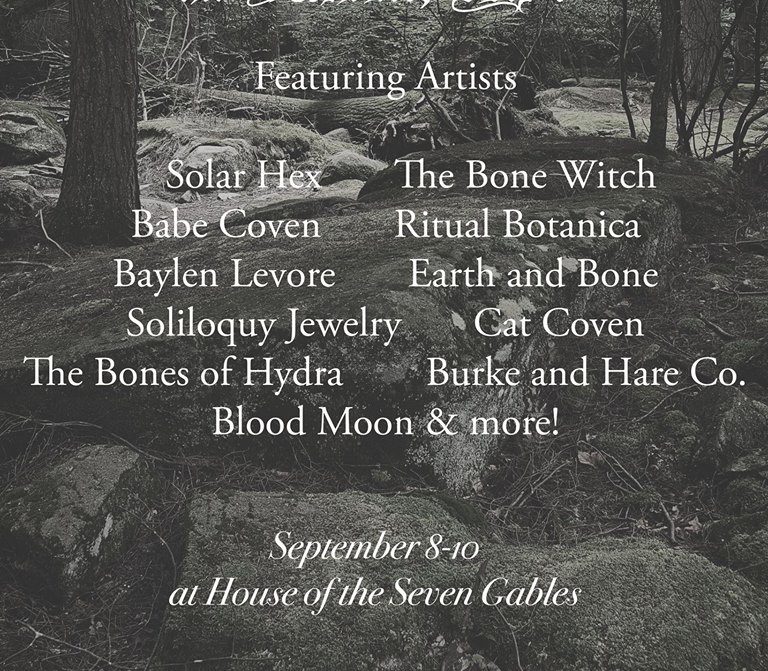 Featuring Artists
Solar Hex The Bone Witch
Babe Coven Ritual Botanica
Baylen Levore Earth and Bone
Soliloquy Jewelry Cat Coven
The Bones of Hydra Burke and Hare Co.
Blood Moon & more!
September 8-10
at House of the Seven Gables